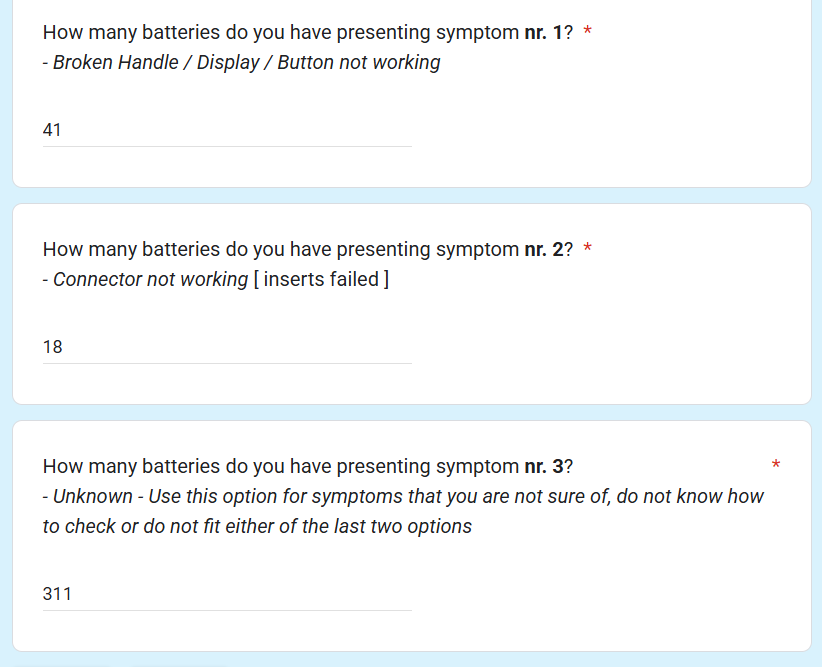 How many batteries do you have presenting symptom nr. 1? *
- Broken Handle / Display / Button not working
41
How many batteries do you have presenting symptom nr. 2? *
- Connector not working [ inserts failed ]
18
How many batteries do you have presenting symptom nr. 3? *
- Unknown - Use this option for symptoms that you are not sure of, do not know how
to check or do not fit either of the last two options
311